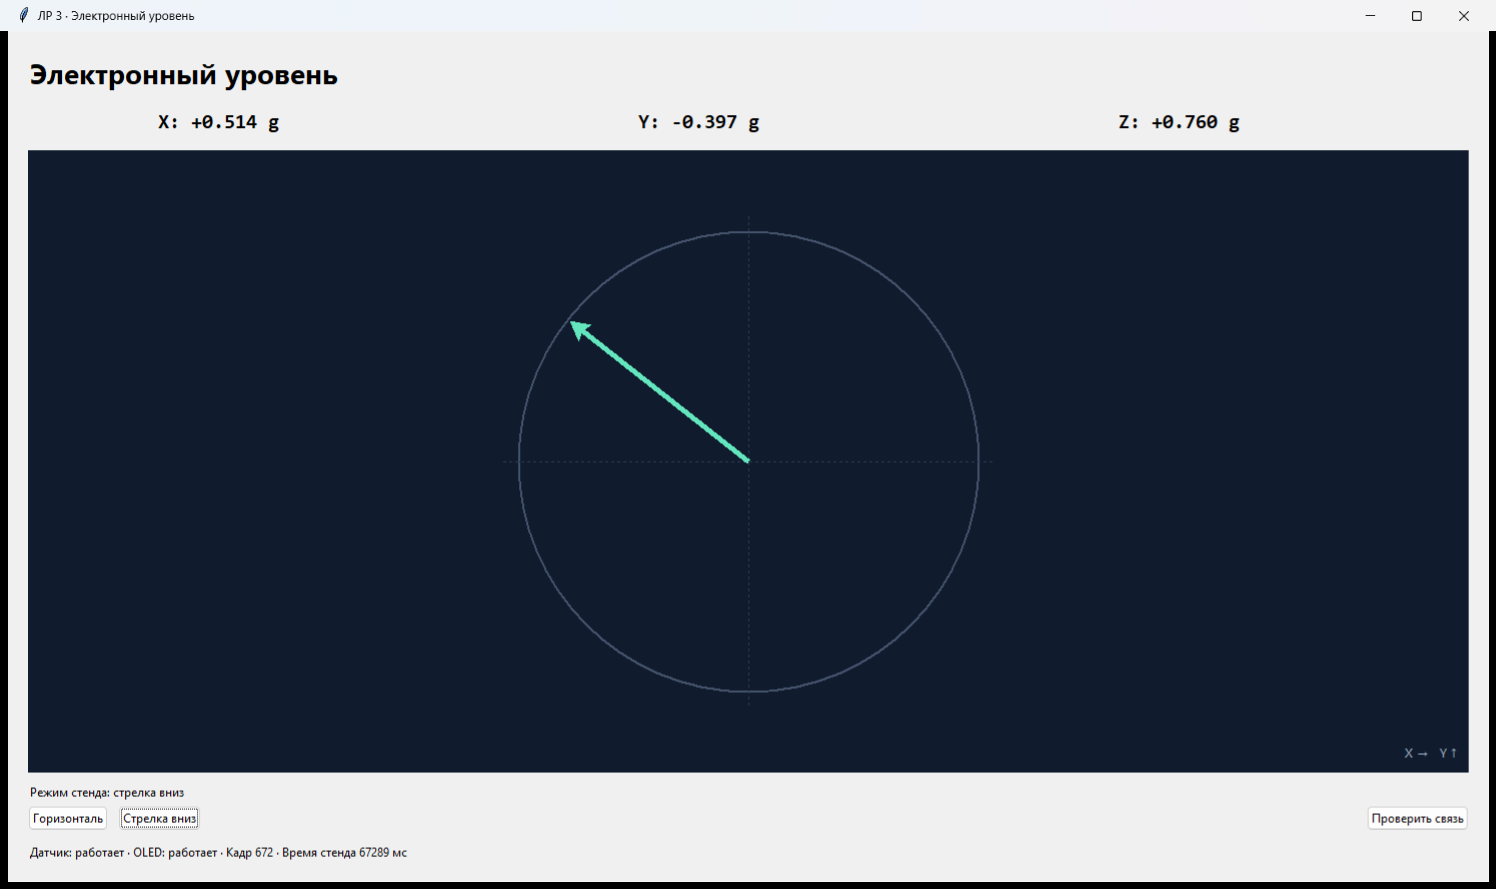 ЛР 3 · Электронный уровень
Электронный уровень
X: +0.514 g Y: -0.397 g Z: +0.760 g
X → Y ↑
Режим стенда: стрелка вниз
Горизонталь Стрелка вниз Проверить связь
Датчик: работает · OLED: работает · Кадр 672 · Время стенда 67289 мс